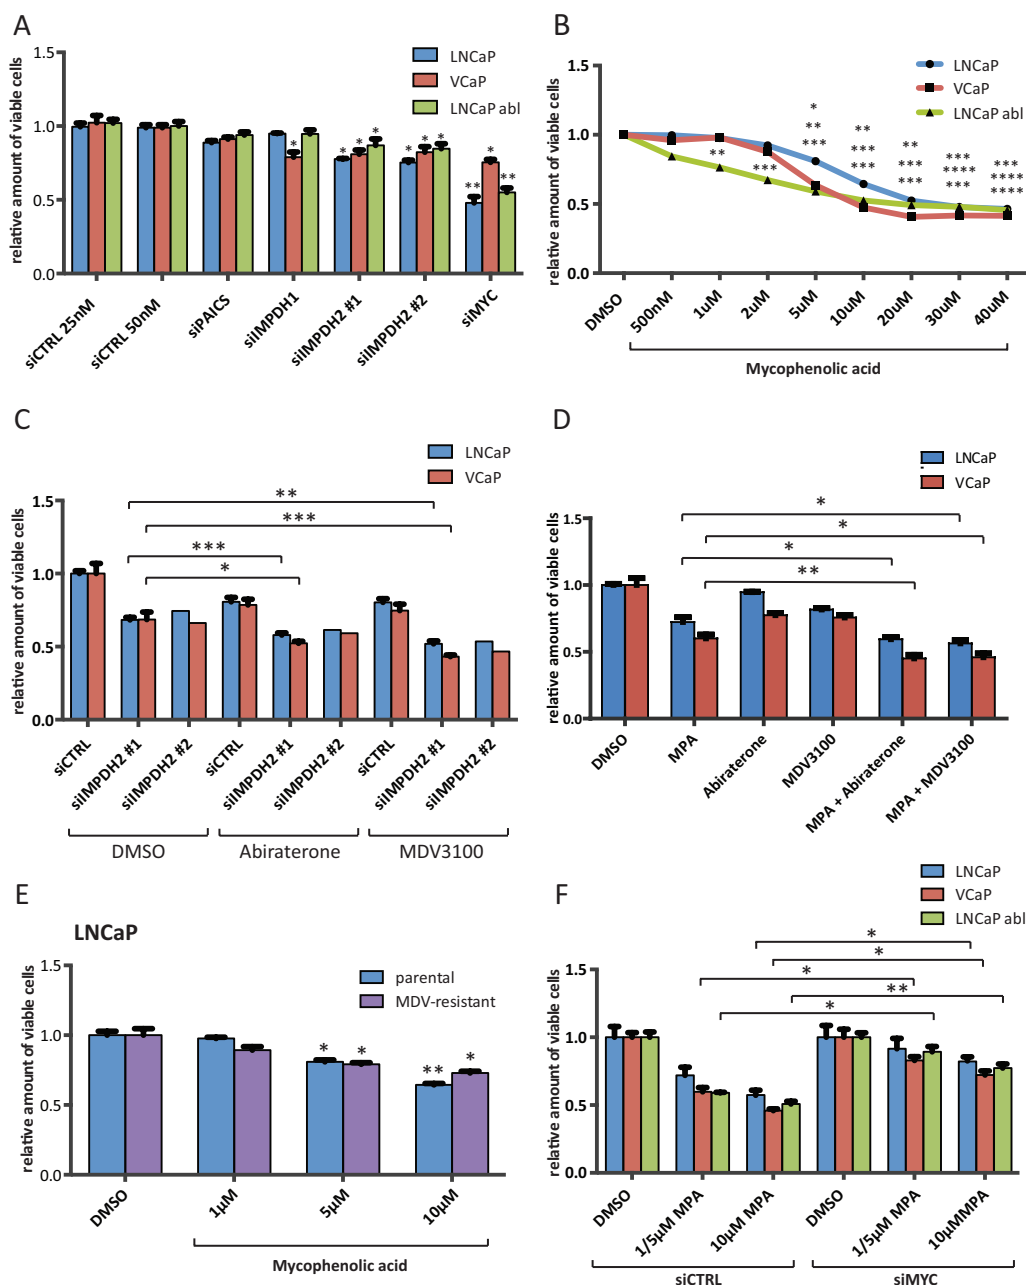 A
LNCaP
VCaP
LNCaP abl
relative amount of viable cells
1.5
1.0
0.5
0.0
* * * * * * * ** * **
siCTRL 25nM
siCTRL 50nM
siPAICS
siIMPDH1
siIMPDH2 #1
siIMPDH2 #2
siMYC
B
LNCaP
VCaP
LNCaP abl
relative amount of viable cells
1.5
1.0
0.5
0.0
* ** **
** *** *** *** ***
** *** *** *** *** **** ****
*** *** ****
DMSO
500nM
1uM
2uM
5uM
10uM
20uM
30uM
40uM
Mycophenolic acid
C
LNCaP
VCaP
relative amount of viable cells
1.5
1.0
0.5
0.0
**
***
***
*
siCTRL
siIMPDH2 #1
siIMPDH2 #2
siCTRL
siIMPDH2 #1
siIMPDH2 #2
siCTRL
siIMPDH2 #1
siIMPDH2 #2
DMSO
Abiraterone
MDV3100
D
LNCaP
VCaP
relative amount of viable cells
1.5
1.0
0.5
0.0
*
*
*
**
DMSO
MPA
Abiraterone
MDV3100
MPA + Abiraterone
MPA + MDV3100
E
LNCaP
parental
MDV-resistant
relative amount of viable cells
1.5
1.0
0.5
0.0
* * ** *
DMSO
1µM
5µM
10µM
Mycophenolic acid
F
LNCaP
VCaP
LNCaP abl
relative amount of viable cells
1.5
1.0
0.5
0.0
*
*
*
**
*
DMSO
1/5µM MPA
10µM MPA
DMSO
1/5µM MPA
10µMMPA
siCTRL
siMYC